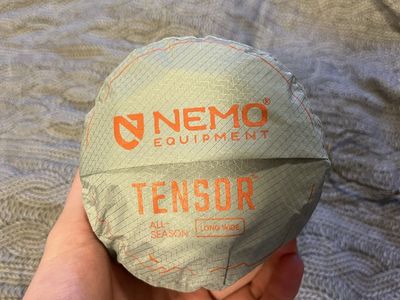 NEMO®
EQUIPMENT
TENSOR™
ALL-
SEASON
LONG WIDE